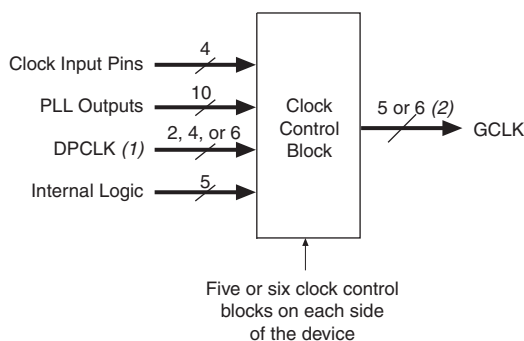 Clock Input Pins
4
PLL Outputs
10
DPCLK (1)
2, 4, or 6
Internal Logic
5
Clock
Control
Block
5 or 6 (2)
GCLK
Five or six clock control
blocks on each side
of the device